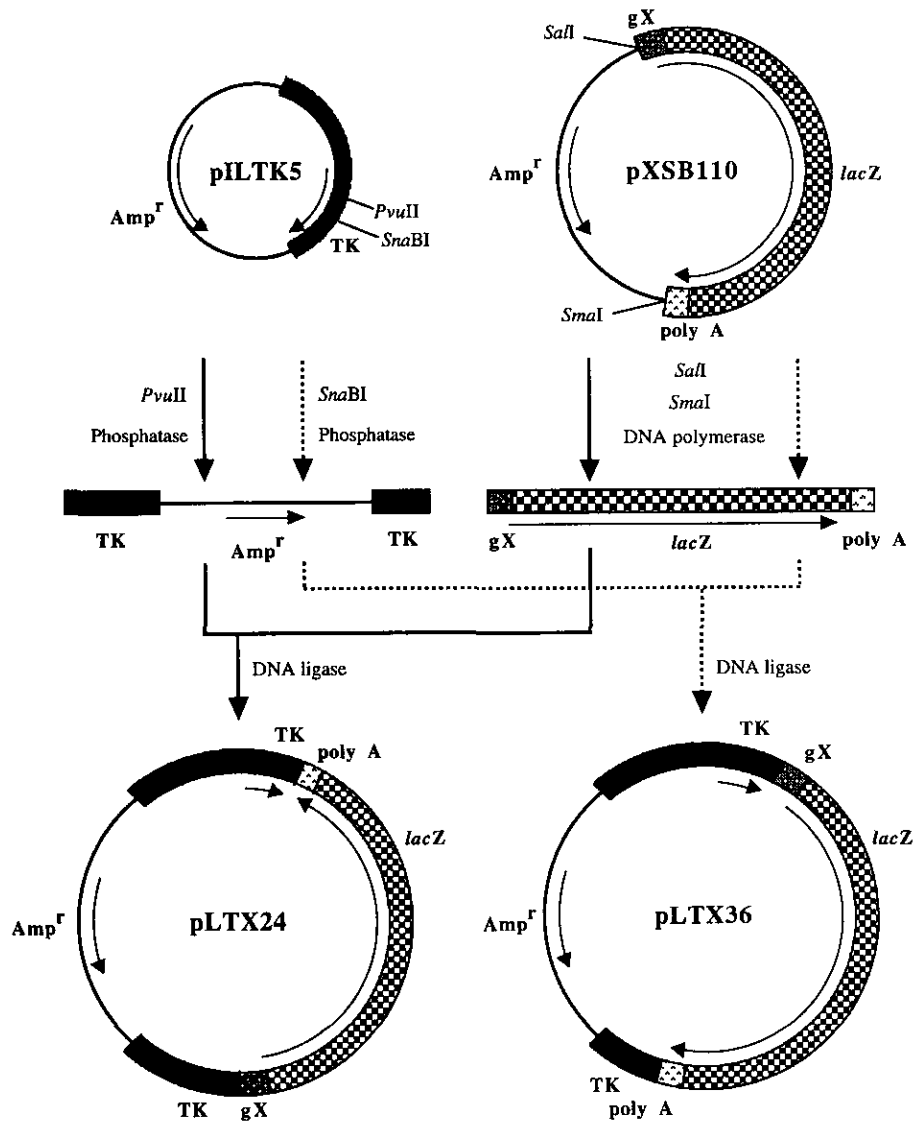 gX
SalI
pILTK5
Amp^r
PvuII
SnaBI
TK
pXSB110
Amp^r
lacZ
SmaI
poly A
PvuII
Phosphatase
SnaBI
Phosphatase
SalI
SmaI
DNA polymerase
TK
Amp^r
TK
gX
lacZ
poly A
DNA ligase
DNA ligase
TK
poly A
lacZ
Amp^r
pLTX24
TK
gX
TK
gX
lacZ
Amp^r
pLTX36
TK
poly A